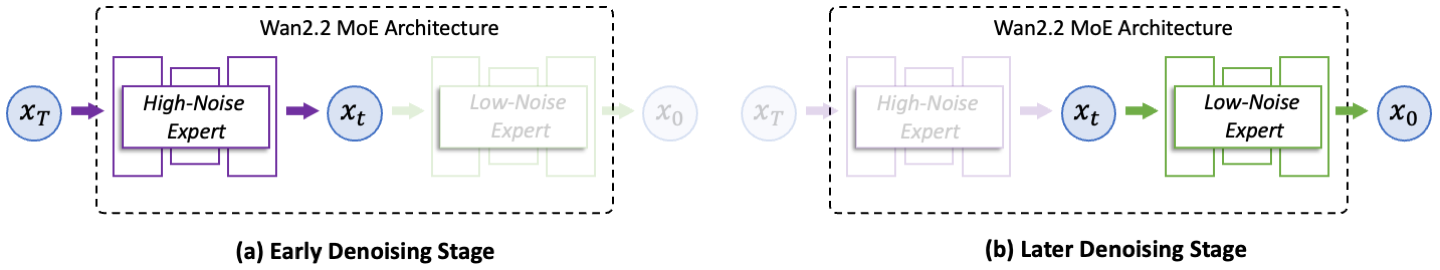 Wan2.2 MoE Architecture
x_T
High-Noise
Expert
x_t
Low-Noise
Expert
x_0
(a) Early Denoising Stage
Wan2.2 MoE Architecture
x_T
High-Noise
Expert
x_t
Low-Noise
Expert
x_0
(b) Later Denoising Stage